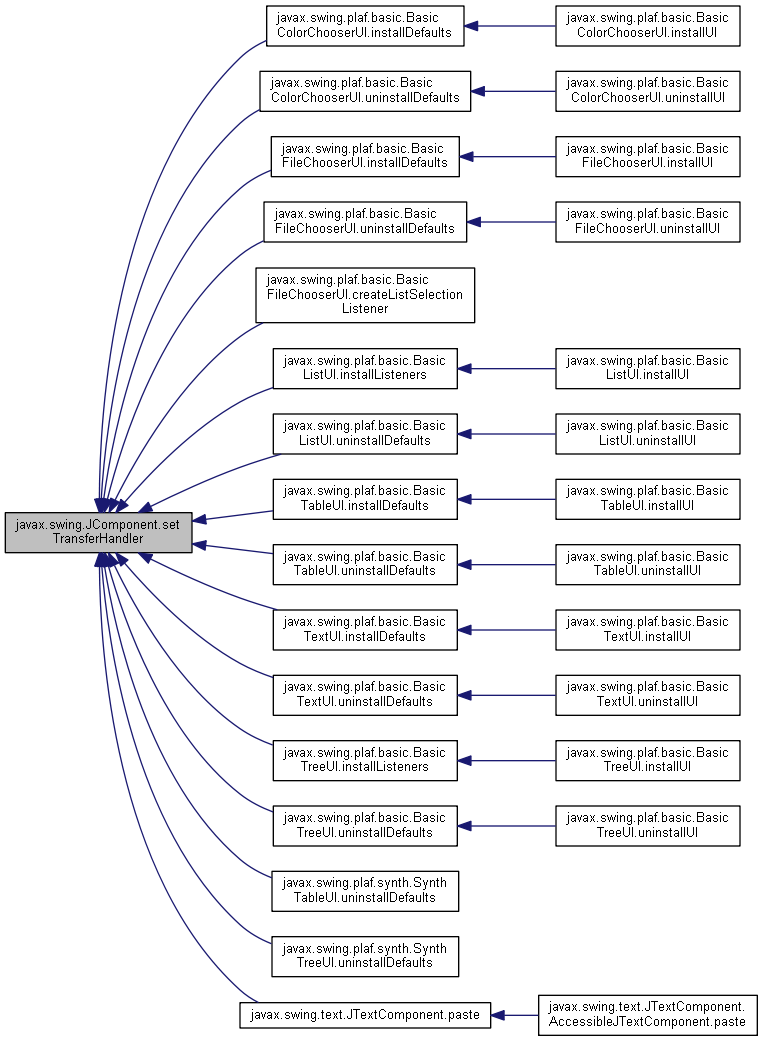 javax.swing.plaf.basic.Basic
ColorChooserUI.installDefaults
javax.swing.plaf.basic.Basic
ColorChooserUI.installUI
javax.swing.plaf.basic.Basic
ColorChooserUI.uninstallDefaults
javax.swing.plaf.basic.Basic
ColorChooserUI.uninstallUI
javax.swing.plaf.basic.Basic
FileChooserUI.installDefaults
javax.swing.plaf.basic.Basic
FileChooserUI.installUI
javax.swing.plaf.basic.Basic
FileChooserUI.uninstallDefaults
javax.swing.plaf.basic.Basic
FileChooserUI.uninstallUI
javax.swing.plaf.basic.Basic
FileChooserUI.createListSelection
Listener
javax.swing.plaf.basic.Basic
ListUI.installListeners
javax.swing.plaf.basic.Basic
ListUI.installUI
javax.swing.plaf.basic.Basic
ListUI.uninstallDefaults
javax.swing.plaf.basic.Basic
ListUI.uninstallUI
javax.swing.plaf.basic.Basic
TableUI.installDefaults
javax.swing.plaf.basic.Basic
TableUI.installUI
javax.swing.JComponent.set
TransferHandler
javax.swing.plaf.basic.Basic
TableUI.uninstallDefaults
javax.swing.plaf.basic.Basic
TableUI.uninstallUI
javax.swing.plaf.basic.Basic
TextUI.installDefaults
javax.swing.plaf.basic.Basic
TextUI.installUI
javax.swing.plaf.basic.Basic
TextUI.uninstallDefaults
javax.swing.plaf.basic.Basic
TextUI.uninstallUI
javax.swing.plaf.basic.Basic
TreeUI.installListeners
javax.swing.plaf.basic.Basic
TreeUI.installUI
javax.swing.plaf.basic.Basic
TreeUI.uninstallDefaults
javax.swing.plaf.basic.Basic
TreeUI.uninstallUI
javax.swing.plaf.synth.Synth
TableUI.uninstallDefaults
javax.swing.plaf.synth.Synth
TreeUI.uninstallDefaults
javax.swing.text.JTextComponent.paste
javax.swing.text.JTextComponent.
AccessibleJTextComponent.paste